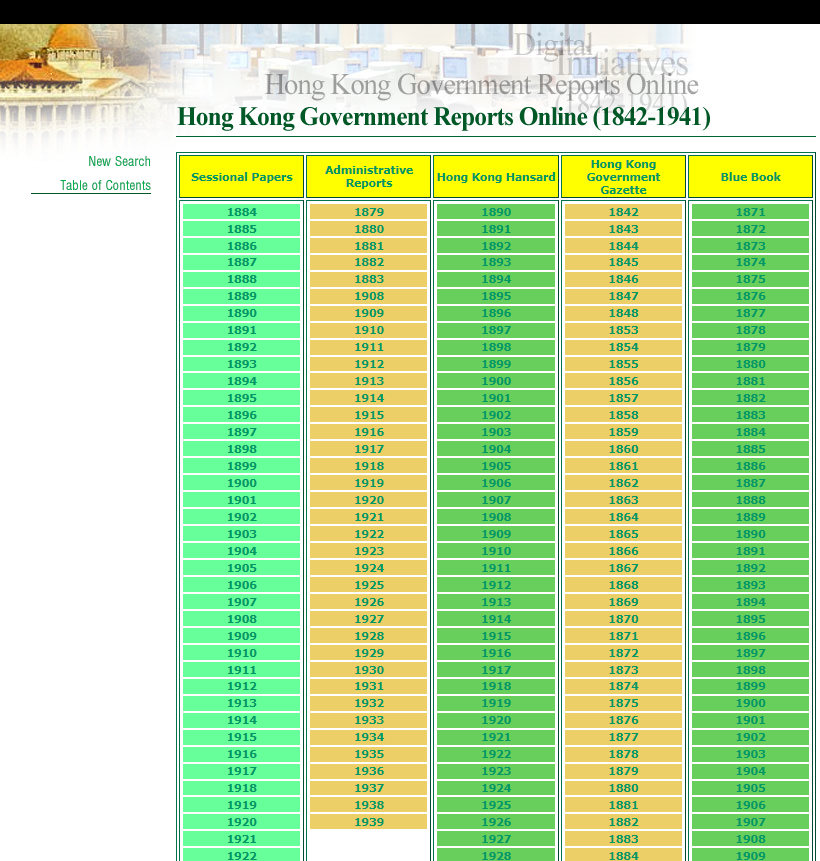 Digital
Initiatives
Hong Kong Government Reports Online
(1842-1941)
Hong Kong Government Reports Online (1842-1941)
New Search
Table of Contents
Sessional Papers Administrative Reports Hong Kong Hansard Hong Kong Government Gazette Blue Book
1884 1879 1890 1842 1871
1885 1880 1891 1843 1872
1886 1881 1892 1844 1873
1887 1882 1893 1845 1874
1888 1883 1894 1846 1875
1889 1908 1895 1847 1876
1890 1909 1896 1848 1877
1891 1910 1897 1853 1878
1892 1911 1898 1854 1879
1893 1912 1899 1855 1880
1894 1913 1900 1856 1881
1895 1914 1901 1857 1882
1896 1915 1902 1858 1883
1897 1916 1903 1859 1884
1898 1917 1904 1860 1885
1899 1918 1905 1861 1886
1900 1919 1906 1862 1887
1901 1920 1907 1863 1888
1902 1921 1908 1864 1889
1903 1922 1909 1865 1890
1904 1923 1910 1866 1891
1905 1924 1911 1867 1892
1906 1925 1912 1868 1893
1907 1926 1913 1869 1894
1908 1927 1914 1870 1895
1909 1928 1915 1871 1896
1910 1929 1916 1872 1897
1911 1930 1917 1873 1898
1912 1931 1918 1874 1899
1913 1932 1919 1875 1900
1914 1933 1920 1876 1901
1915 1934 1921 1877 1902
1916 1935 1922 1878 1903
1917 1936 1923 1879 1904
1918 1937 1924 1880 1905
1919 1938 1925 1881 1906
1920 1939 1926 1882 1907
1921 1927 1883 1908
1922 1928 1884 1909